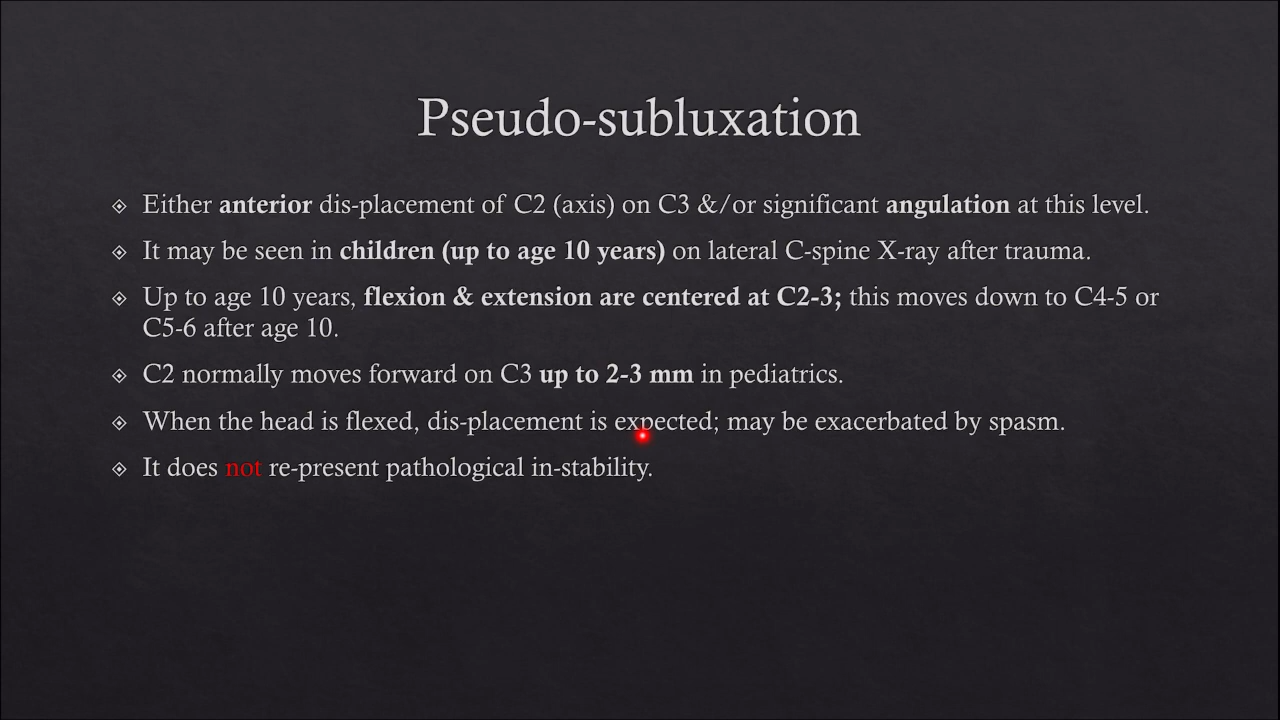 Pseudo-subluxation
Either anterior dis-placement of C2 (axis) on C3 &/or significant angulation at this level.
It may be seen in children (up to age 10 years) on lateral C-spine X-ray after trauma.
Up to age 10 years, flexion & extension are centered at C2-3; this moves down to C4-5 or
C5-6 after age 10.
C2 normally moves forward on C3 up to 2-3 mm in pediatrics.
When the head is flexed, dis-placement is expected; may be exacerbated by spasm.
It does not re-present pathological in-stability.